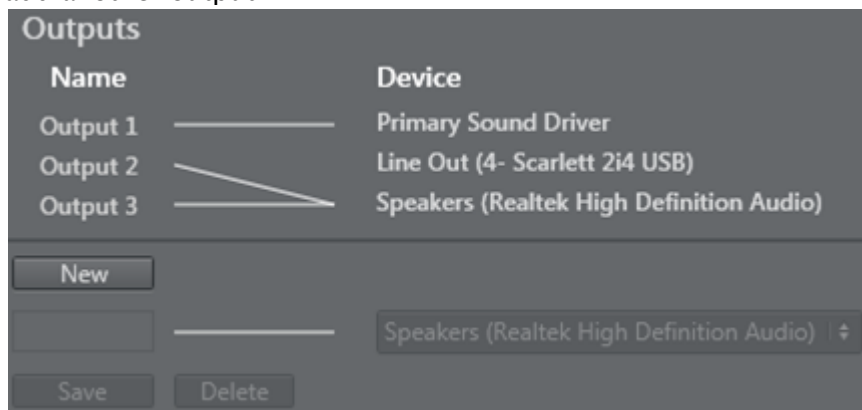 Outputs
Name Device
Output 1 Primary Sound Driver
Output 2 Line Out (4- Scarlett 2i4 USB)
Output 3 Speakers (Realtek High Definition Audio)
New
Speakers (Realtek High Definition Audio)
Save Delete